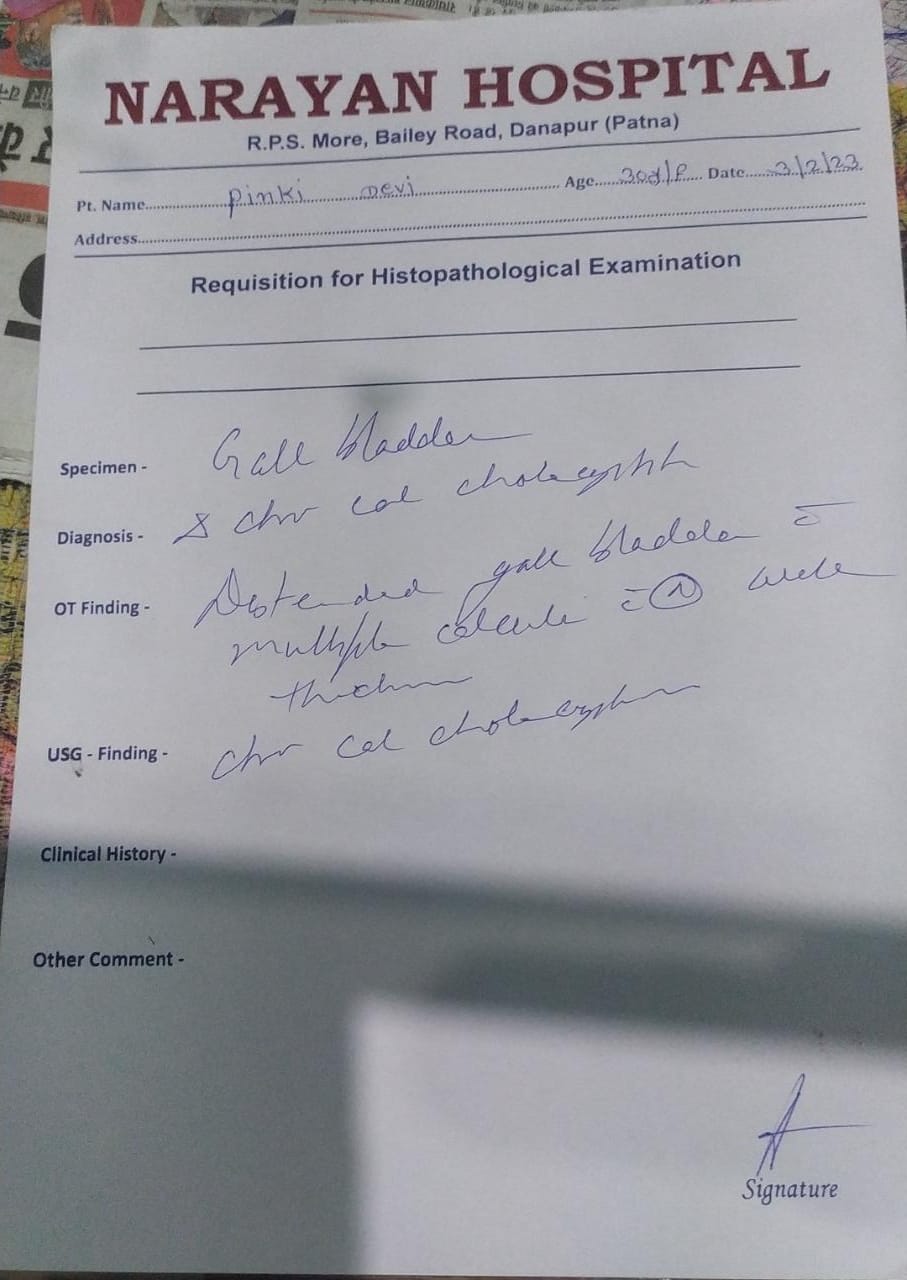 NARAYAN HOSPITAL
R.P.S. More, Bailey Road, Danapur (Patna)
Pt. Name.......Pinki Devi....... Age.....30y/F.... Date.....3/2/23
Address.......
Requisition for Histopathological Examination
Specimen - Gall bladder
Diagnosis - chr cal cholecystitis
OT Finding - Distended gall bladder c̄
multiple calculi c̄ Ⓝ
thickness
USG - Finding - chr cal cholecystitis
Clinical History -
Other Comment -
Signature